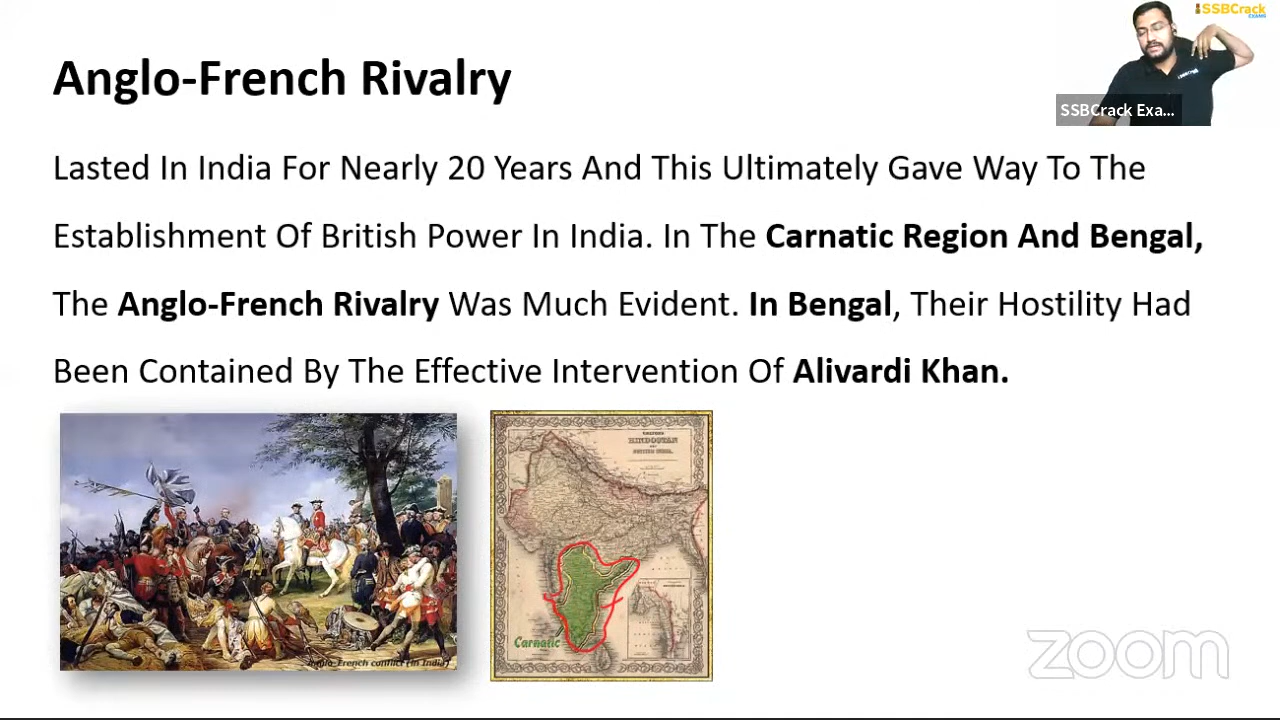 SSBCrack
EXAMS
Anglo-French Rivalry
SSBCrack Exa...
Lasted In India For Nearly 20 Years And This Ultimately Gave Way To The
Establishment Of British Power In India. In The Carnatic Region And Bengal,
The Anglo-French Rivalry Was Much Evident. In Bengal, Their Hostility Had
Been Contained By The Effective Intervention Of Alivardi Khan.
HINDOSTAN
Carnatic
Anglo-French conflict (in India)
zoom